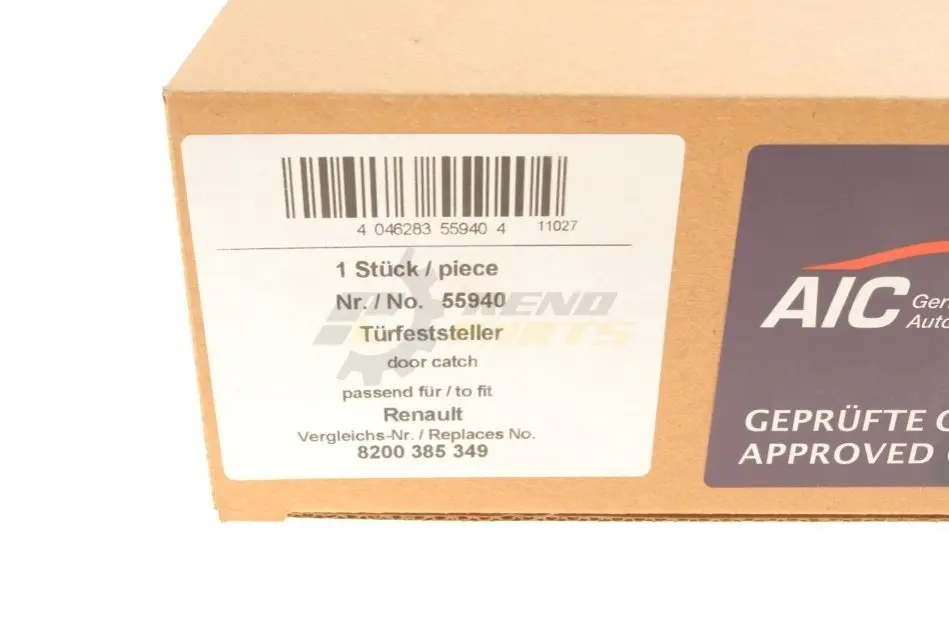 4 046283 55940 4 11027
1 Stück / piece
Nr. / No. 55940
Türfeststeller
door catch
passend für / to fit
Renault
Vergleichs-Nr. / Replaces No.
8200 385 349
AIC
GEPRÜFTE
APPROVED